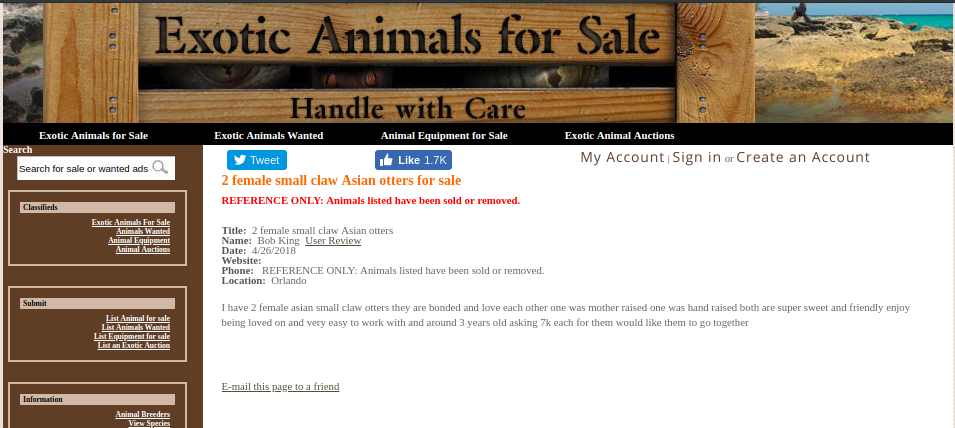 Exotic Animals for Sale
Handle with Care
Exotic Animals for Sale Exotic Animals Wanted Animal Equipment for Sale Exotic Animal Auctions
Search
Search for sale or wanted ads
Classifieds
Exotic Animals For Sale
Animals Wanted
Animal Equipment
Animal Auctions
Submit
List Animal for sale
List Animals Wanted
List Equipment for sale
List an Exotic Auction
Information
Animal Breeders
View Species
Tweet Like 1.7K My Account | Sign in or Create an Account
2 female small claw Asian otters for sale
REFERENCE ONLY: Animals listed have been sold or removed.
Title: 2 female small claw Asian otters
Name: Bob King User Review
Date: 4/26/2018
Website:
Phone: REFERENCE ONLY: Animals listed have been sold or removed.
Location: Orlando
I have 2 female asian small claw otters they are bonded and love each other one was mother raised one was hand raised both are super sweet and friendly enjoy
being loved on and very easy to work with and around 3 years old asking 7k each for them would like them to go together
E-mail this page to a friend